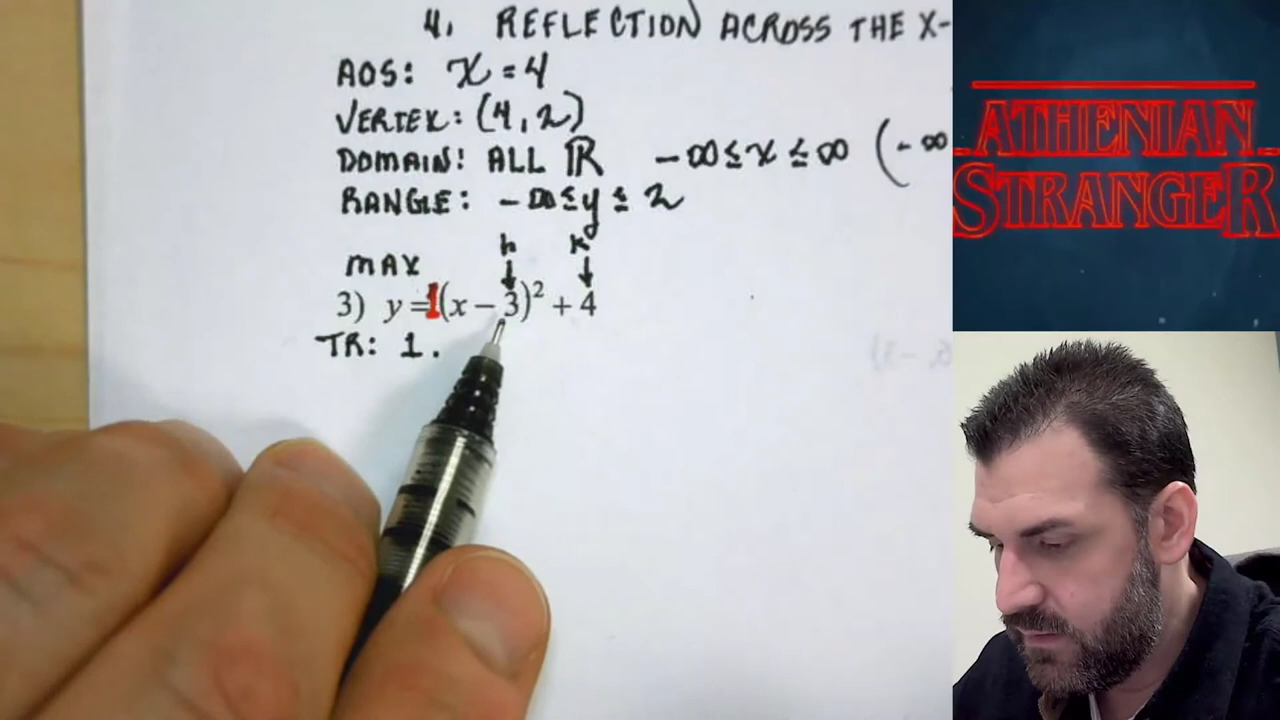 4. REFLECTION ACROSS THE X-
AOS: x = 4
VERTEX: (4, 2)
DOMAIN: ALL ℝ -∞ ≤ x ≤ ∞ (-∞
RANGE: -∞ ≤ y ≤ 2
MAX h k
3) y = 1(x − 3)² + 4
TR: 1.
ATHENIAN
STRANGER